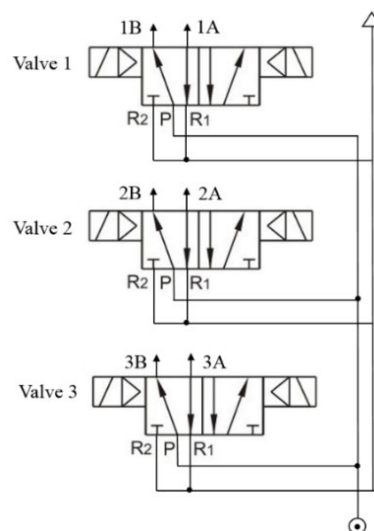 1B 1A
Valve 1
R2 P R1
2B 2A
Valve 2
R2 P R1
3B 3A
Valve 3
R2 P R1